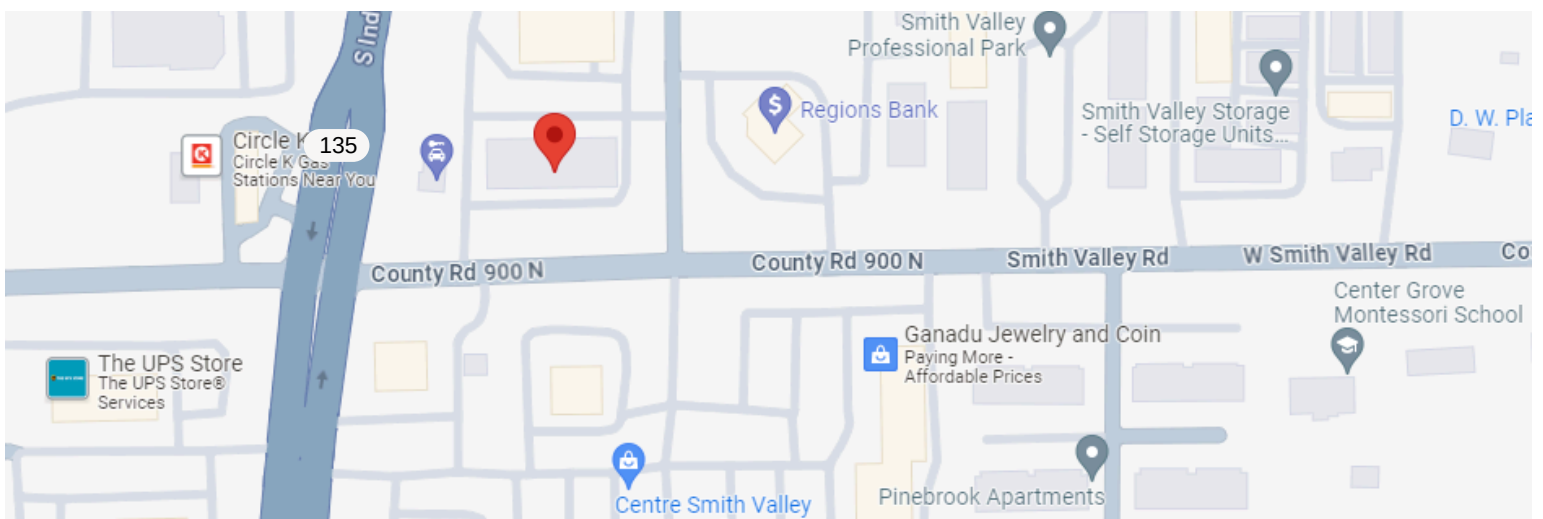 S Ind
Smith Valley
Professional Park
Circle K
Circle K Gas
Stations Near You
135
Regions Bank
Smith Valley Storage
- Self Storage Units...
D. W. Pla
County Rd 900 N
County Rd 900 N
Smith Valley Rd
W Smith Valley Rd
Co
The UPS Store
The UPS Store®
Services
Ganadu Jewelry and Coin
Paying More -
Affordable Prices
Center Grove
Montessori School
Centre Smith Valley
Pinebrook Apartments